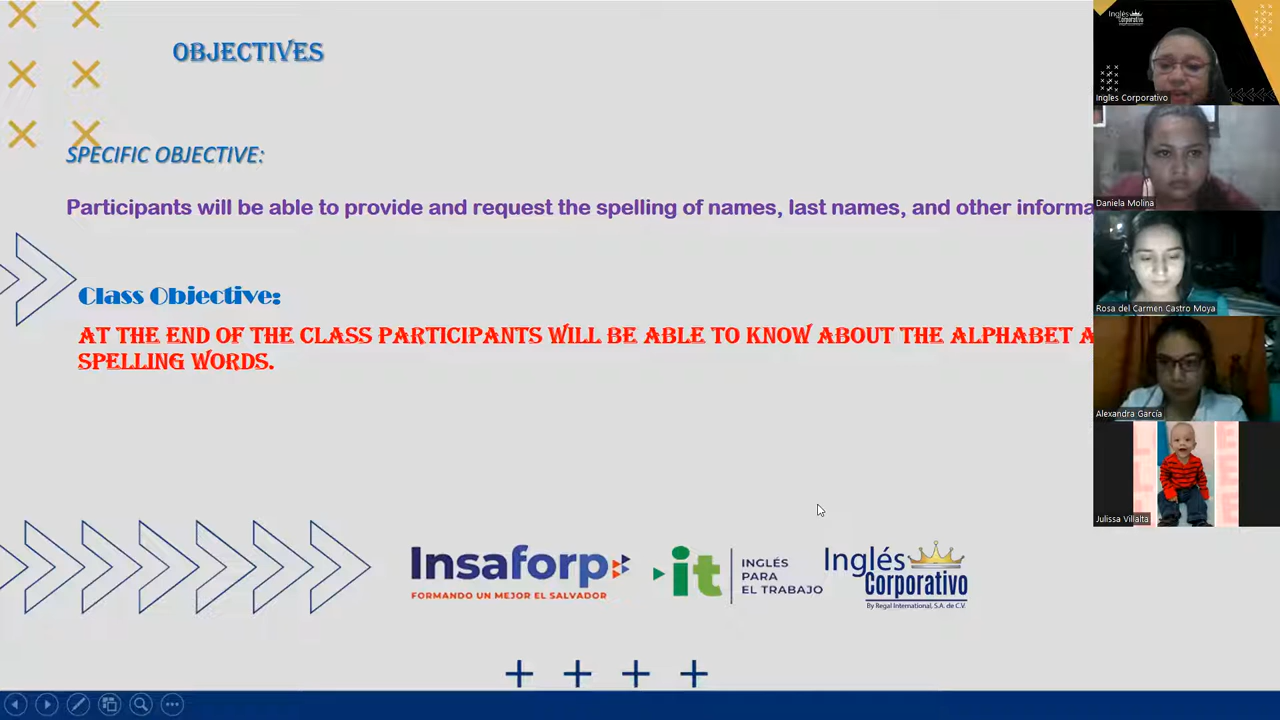 OBJECTIVES
SPECIFIC OBJECTIVE:
Participants will be able to provide and request the spelling of names, last names, and other informa
Class Objective:
AT THE END OF THE CLASS PARTICIPANTS WILL BE ABLE TO KNOW ABOUT THE ALPHABET A
SPELLING WORDS.
Insaforp
FORMANDO UN MEJOR EL SALVADOR
it
INGLÉS
PARA
EL TRABAJO
Inglés
Corporativo
By Regal International, S.A. de C.V.
Inglés
Corporativo
Ingles Corporativo
Daniela Molina
Rosa del Carmen Castro Moya
Alexandra García
Julissa Villalta